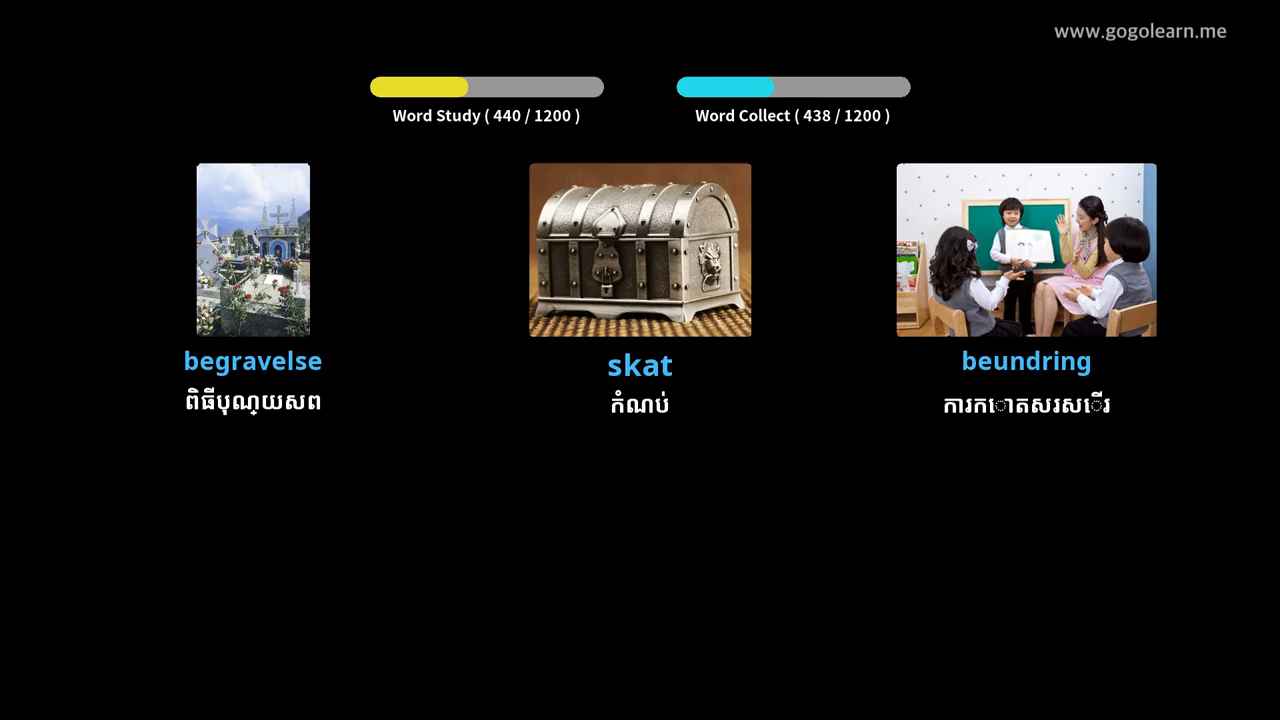 www.gogolearn.me
Word Study ( 440 / 1200 )
Word Collect ( 438 / 1200 )
begravelse
ពិធីបុណ្យសព
skat
កំណប់
beundring
ការកោតសរសើរ